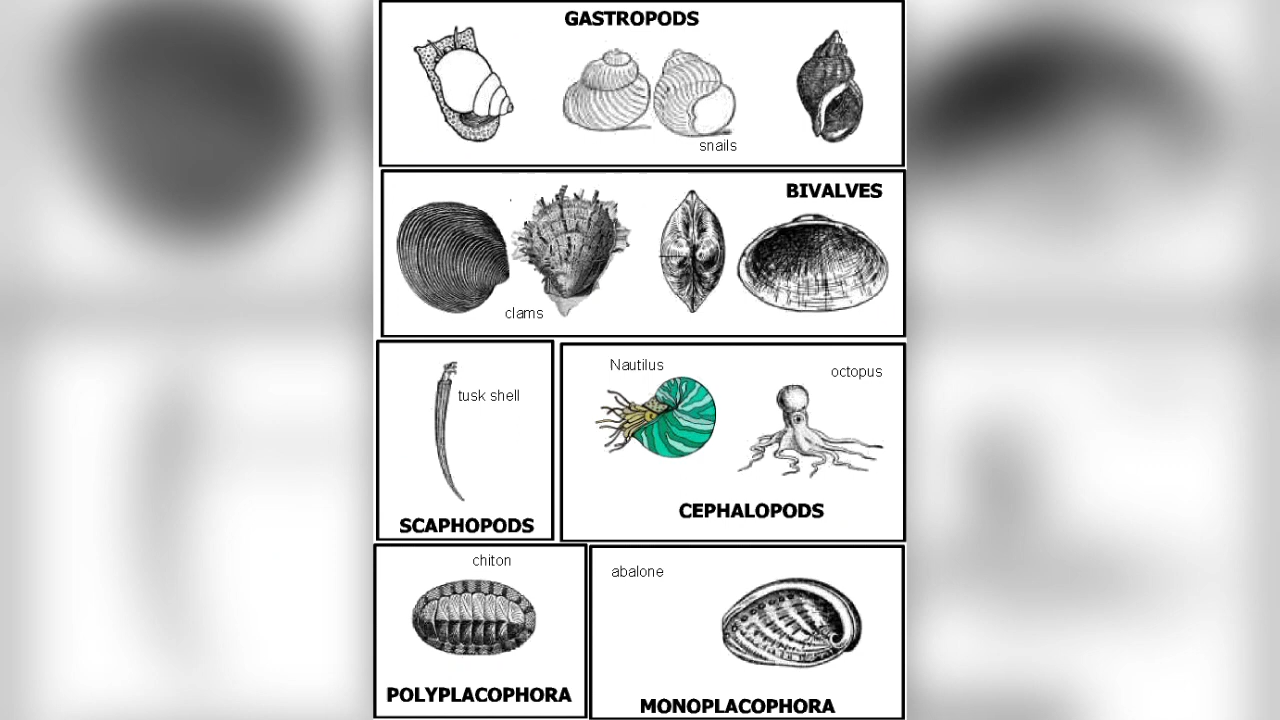 GASTROPODS
snails
BIVALVES
clams
tusk shell
SCAPHOPODS
Nautilus
octopus
CEPHALOPODS
chiton
POLYPLACOPHORA
abalone
MONOPLACOPHORA